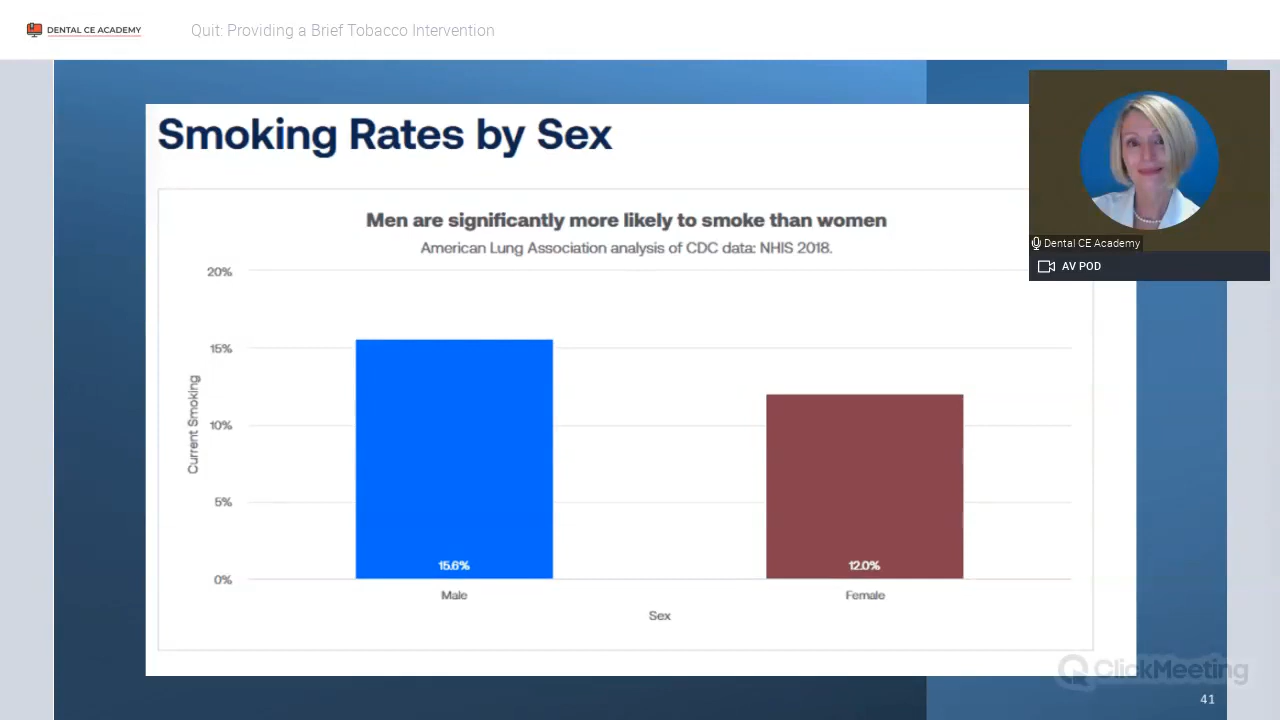 DENTAL CE ACADEMY
Quit: Providing a Brief Tobacco Intervention
Smoking Rates by Sex
Men are significantly more likely to smoke than women
American Lung Association analysis of CDC data: NHIS 2018.
20%
15%
10%
5%
0%
Current Smoking
15.6%
12.0%
Male
Female
Sex
Dental CE Academy
AV POD
ClickMeeting
41